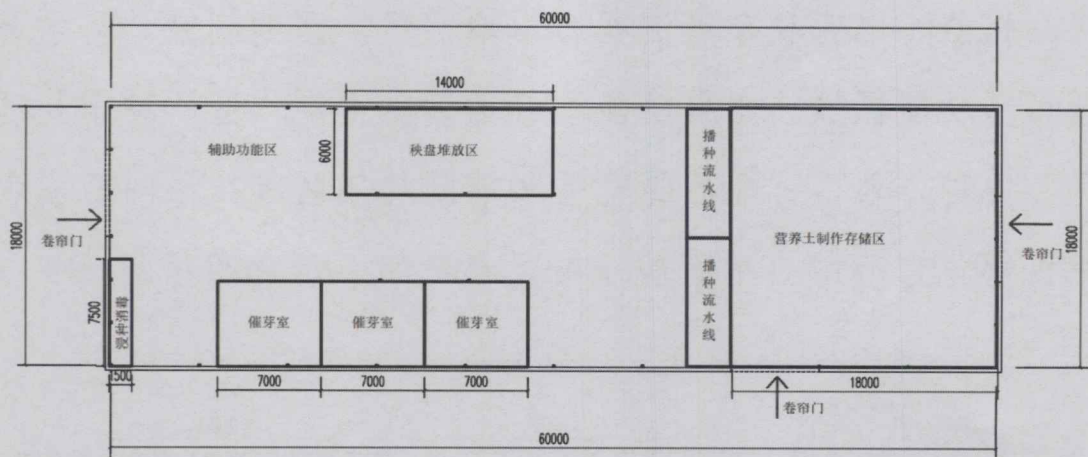 60000
14000
辅助功能区
6000
秧盘堆放区
播种流水线
18000
卷帘门
营养土制作存储区
卷帘门
18000
7500
浸种消毒
催芽室
催芽室
催芽室
播种流水线
1500
7000
7000
7000
18000
卷帘门
60000